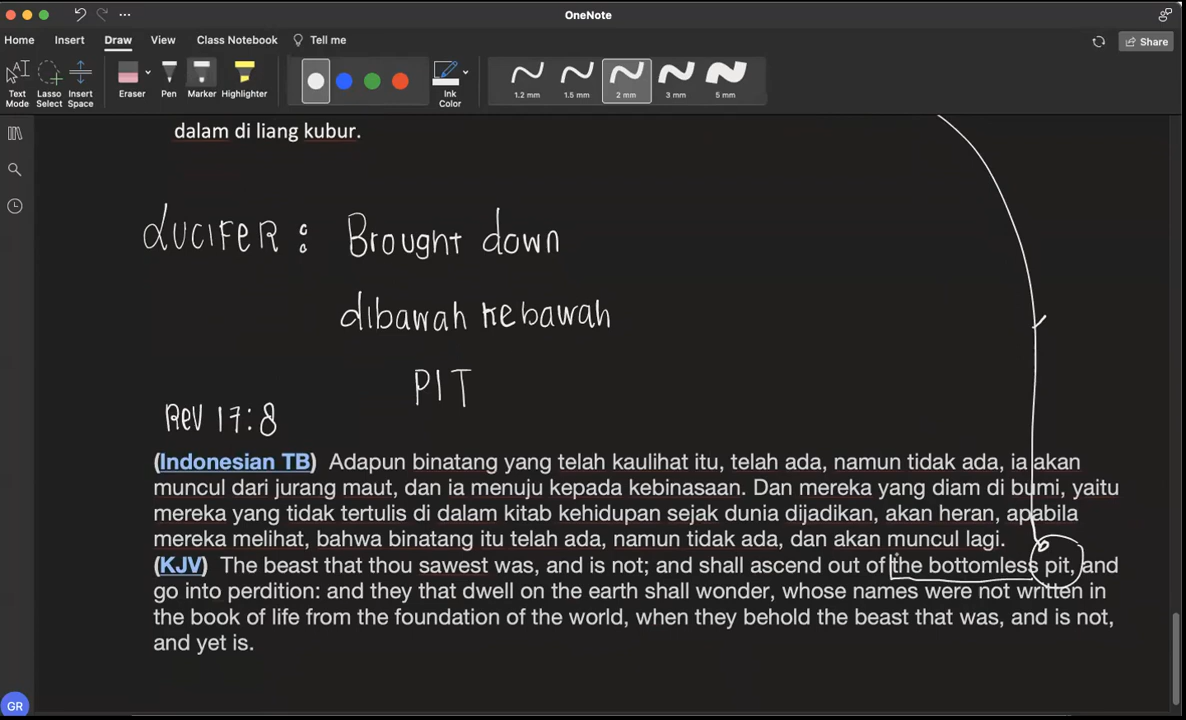 OneNote
Home Insert Draw View Class Notebook Tell me Share
Text Mode
Lasso Select
Insert Space
Eraser
Pen
Marker
Highlighter
Ink Color
1.2 mm
1.5 mm
2 mm
3 mm
5 mm
dalam di liang kubur.
LUCIFER : Brought down
dibawah kebawah
PIT
Rev 17:8
(Indonesian TB) Adapun binatang yang telah kaulihat itu, telah ada, namun tidak ada, ia akan
muncul dari jurang maut, dan ia menuju kepada kebinasaan. Dan mereka yang diam di bumi, yaitu
mereka yang tidak tertulis di dalam kitab kehidupan sejak dunia dijadikan, akan heran, apabila
mereka melihat, bahwa binatang itu telah ada, namun tidak ada, dan akan muncul lagi.
(KJV) The beast that thou sawest was, and is not; and shall ascend out of the bottomless pit, and
go into perdition: and they that dwell on the earth shall wonder, whose names were not written in
the book of life from the foundation of the world, when they behold the beast that was, and is not,
and yet is.
GR